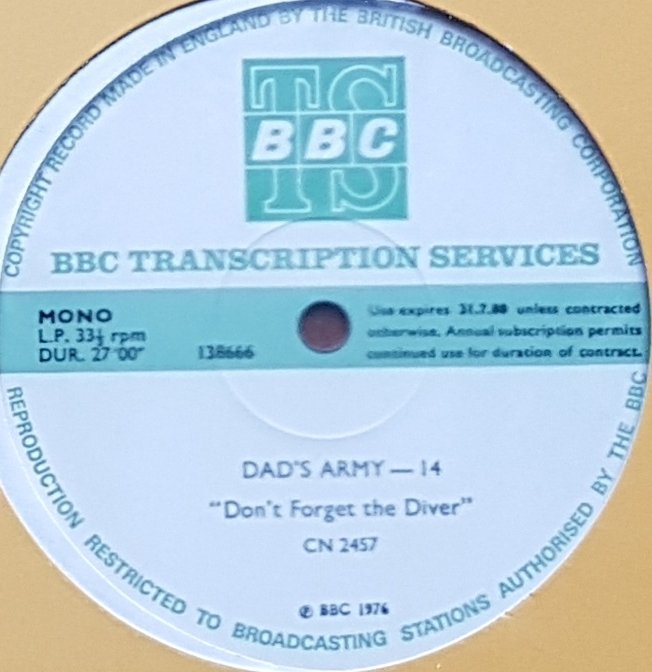 COPYRIGHT RECORD MADE IN ENGLAND BY THE BRITISH BROADCASTING CORPORATION
TS
BBC
BBC TRANSCRIPTION SERVICES
MONO
L.P. 33⅓ rpm
DUR. 27'00"
138666
Use expires 31.7.80 unless contracted
otherwise. Annual subscription permits
continued use for duration of contract.
DAD'S ARMY — 14
"Don't Forget the Diver"
CN 2457
℗ BBC 1976
REPRODUCTION RESTRICTED TO BROADCASTING STATIONS AUTHORISED BY THE BBC